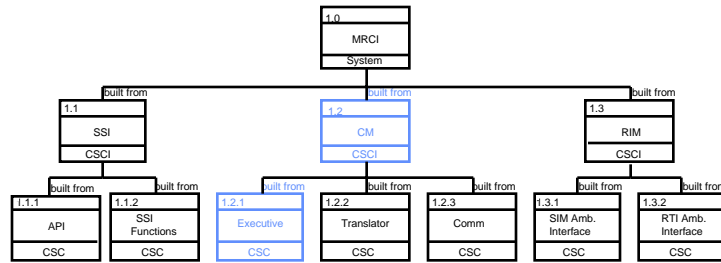 1.0
MRCI
System
built from
built from
built from
1.1
SSI
CSCI
1.2
CM
CSCI
1.3
RIM
CSCI
built from
built from
built from
built from
built from
built from
built from
I.1.1
API
CSC
1.1.2
SSI
Functions
CSC
1.2.1
Executive
CSC
1.2.2
Translator
CSC
1.2.3
Comm
CSC
1.3.1
SIM Amb.
Interface
CSC
1.3.2
RTI Amb.
Interface
CSC